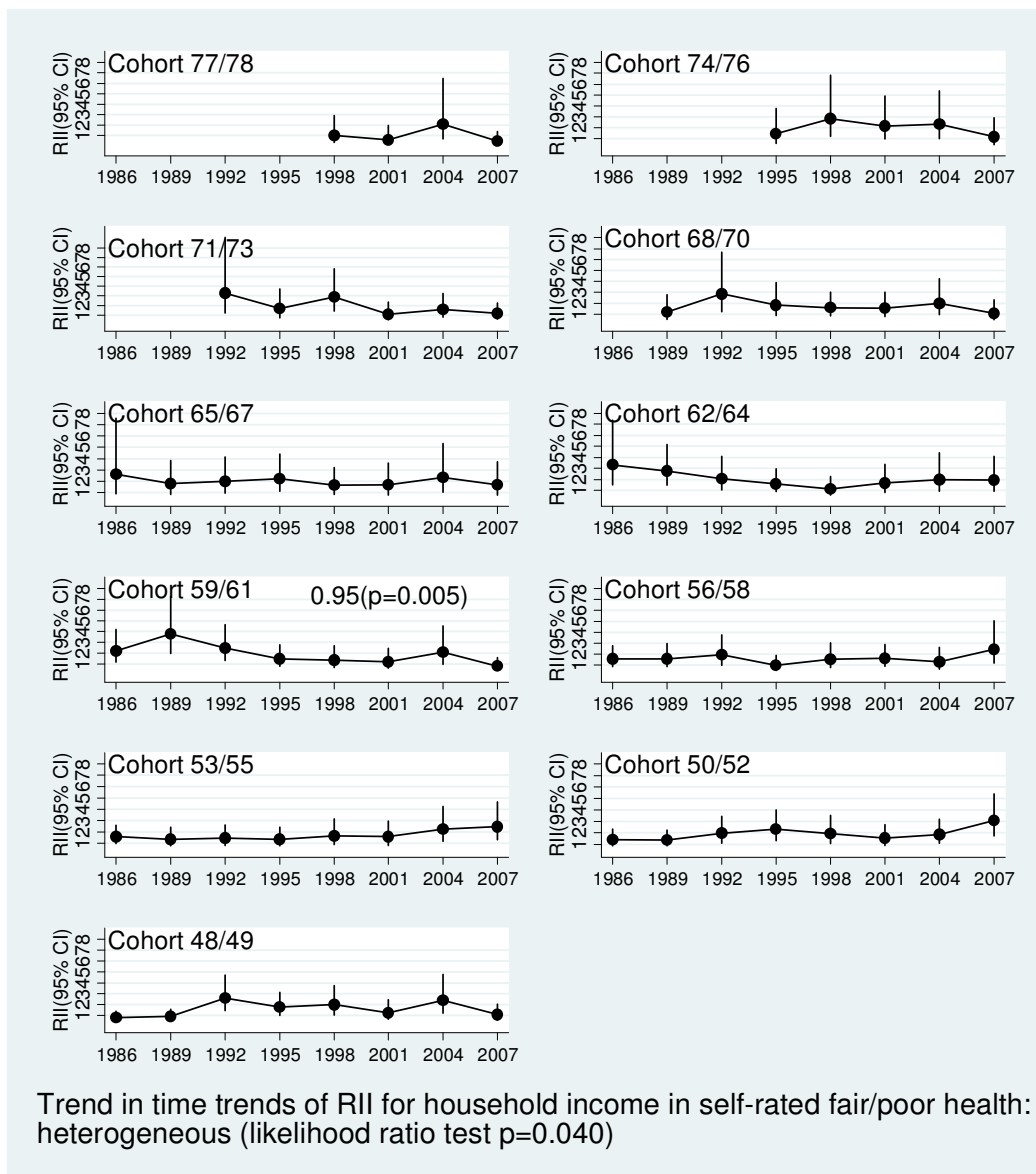 Cohort 77/78
RII(95% CI)
12345678
1986 1989 1992 1995 1998 2001 2004 2007
Cohort 74/76
RII(95% CI)
12345678
1986 1989 1992 1995 1998 2001 2004 2007
Cohort 71/73
RII(95% CI)
12345678
1986 1989 1992 1995 1998 2001 2004 2007
Cohort 68/70
RII(95% CI)
12345678
1986 1989 1992 1995 1998 2001 2004 2007
Cohort 65/67
RII(95% CI)
12345678
1986 1989 1992 1995 1998 2001 2004 2007
Cohort 62/64
RII(95% CI)
12345678
1986 1989 1992 1995 1998 2001 2004 2007
Cohort 59/61
0.95(p=0.005)
RII(95% CI)
12345678
1986 1989 1992 1995 1998 2001 2004 2007
Cohort 56/58
RII(95% CI)
12345678
1986 1989 1992 1995 1998 2001 2004 2007
Cohort 53/55
RII(95% CI)
12345678
1986 1989 1992 1995 1998 2001 2004 2007
Cohort 50/52
RII(95% CI)
12345678
1986 1989 1992 1995 1998 2001 2004 2007
Cohort 48/49
RII(95% CI)
12345678
1986 1989 1992 1995 1998 2001 2004 2007
Trend in time trends of RII for household income in self-rated fair/poor health:
heterogeneous (likelihood ratio test p=0.040)